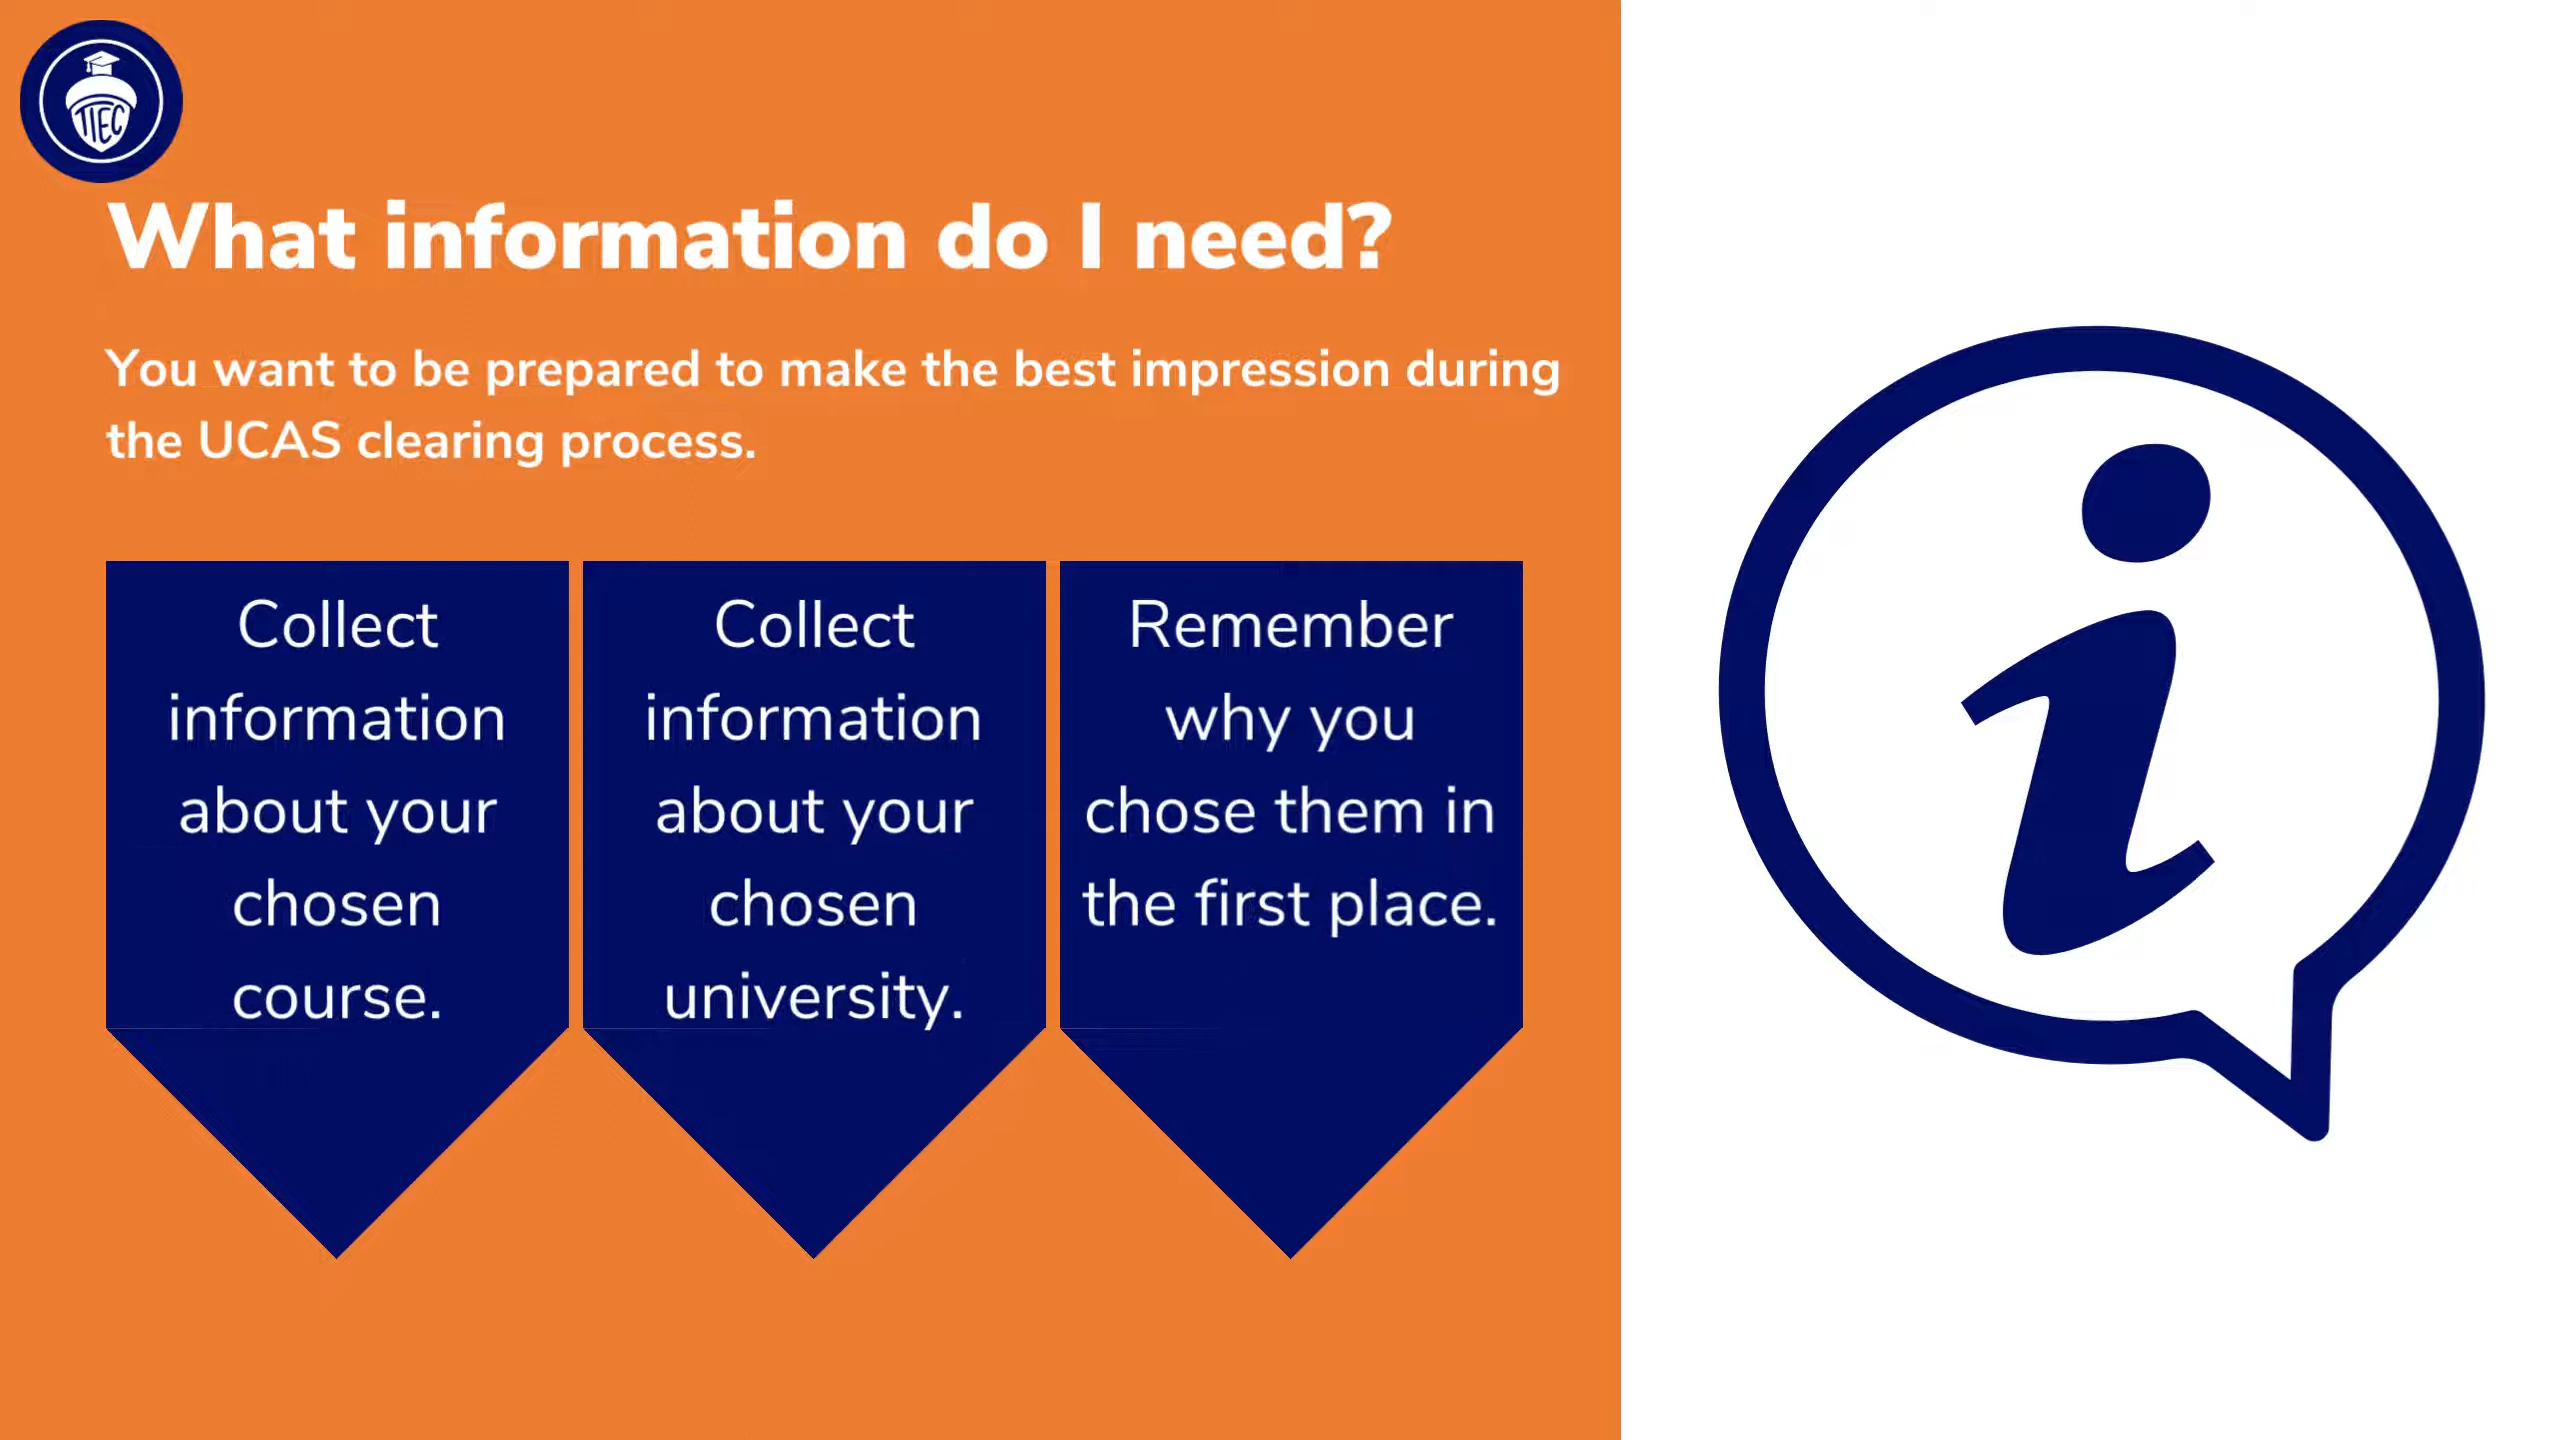 TIEC
What information do I need?
You want to be prepared to make the best impression during
the UCAS clearing process.
Collect
information
about your
chosen
course.
Collect
information
about your
chosen
university.
Remember
why you
chose them in
the first place.
i